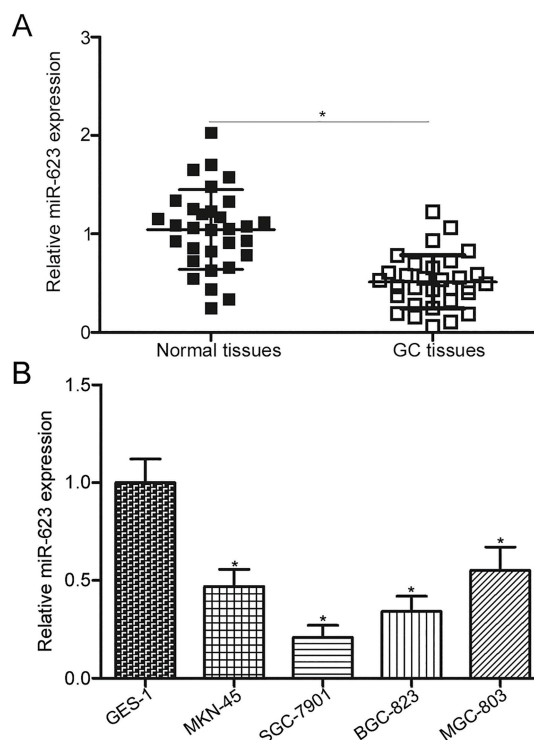 A
Relative miR-623 expression
3
2
1
0
*
Normal tissues
GC tissues
B
Relative miR-623 expression
1.5
1.0
0.5
0.0
*
*
*
*
GES-1
MKN-45
SGC-7901
BGC-823
MGC-803